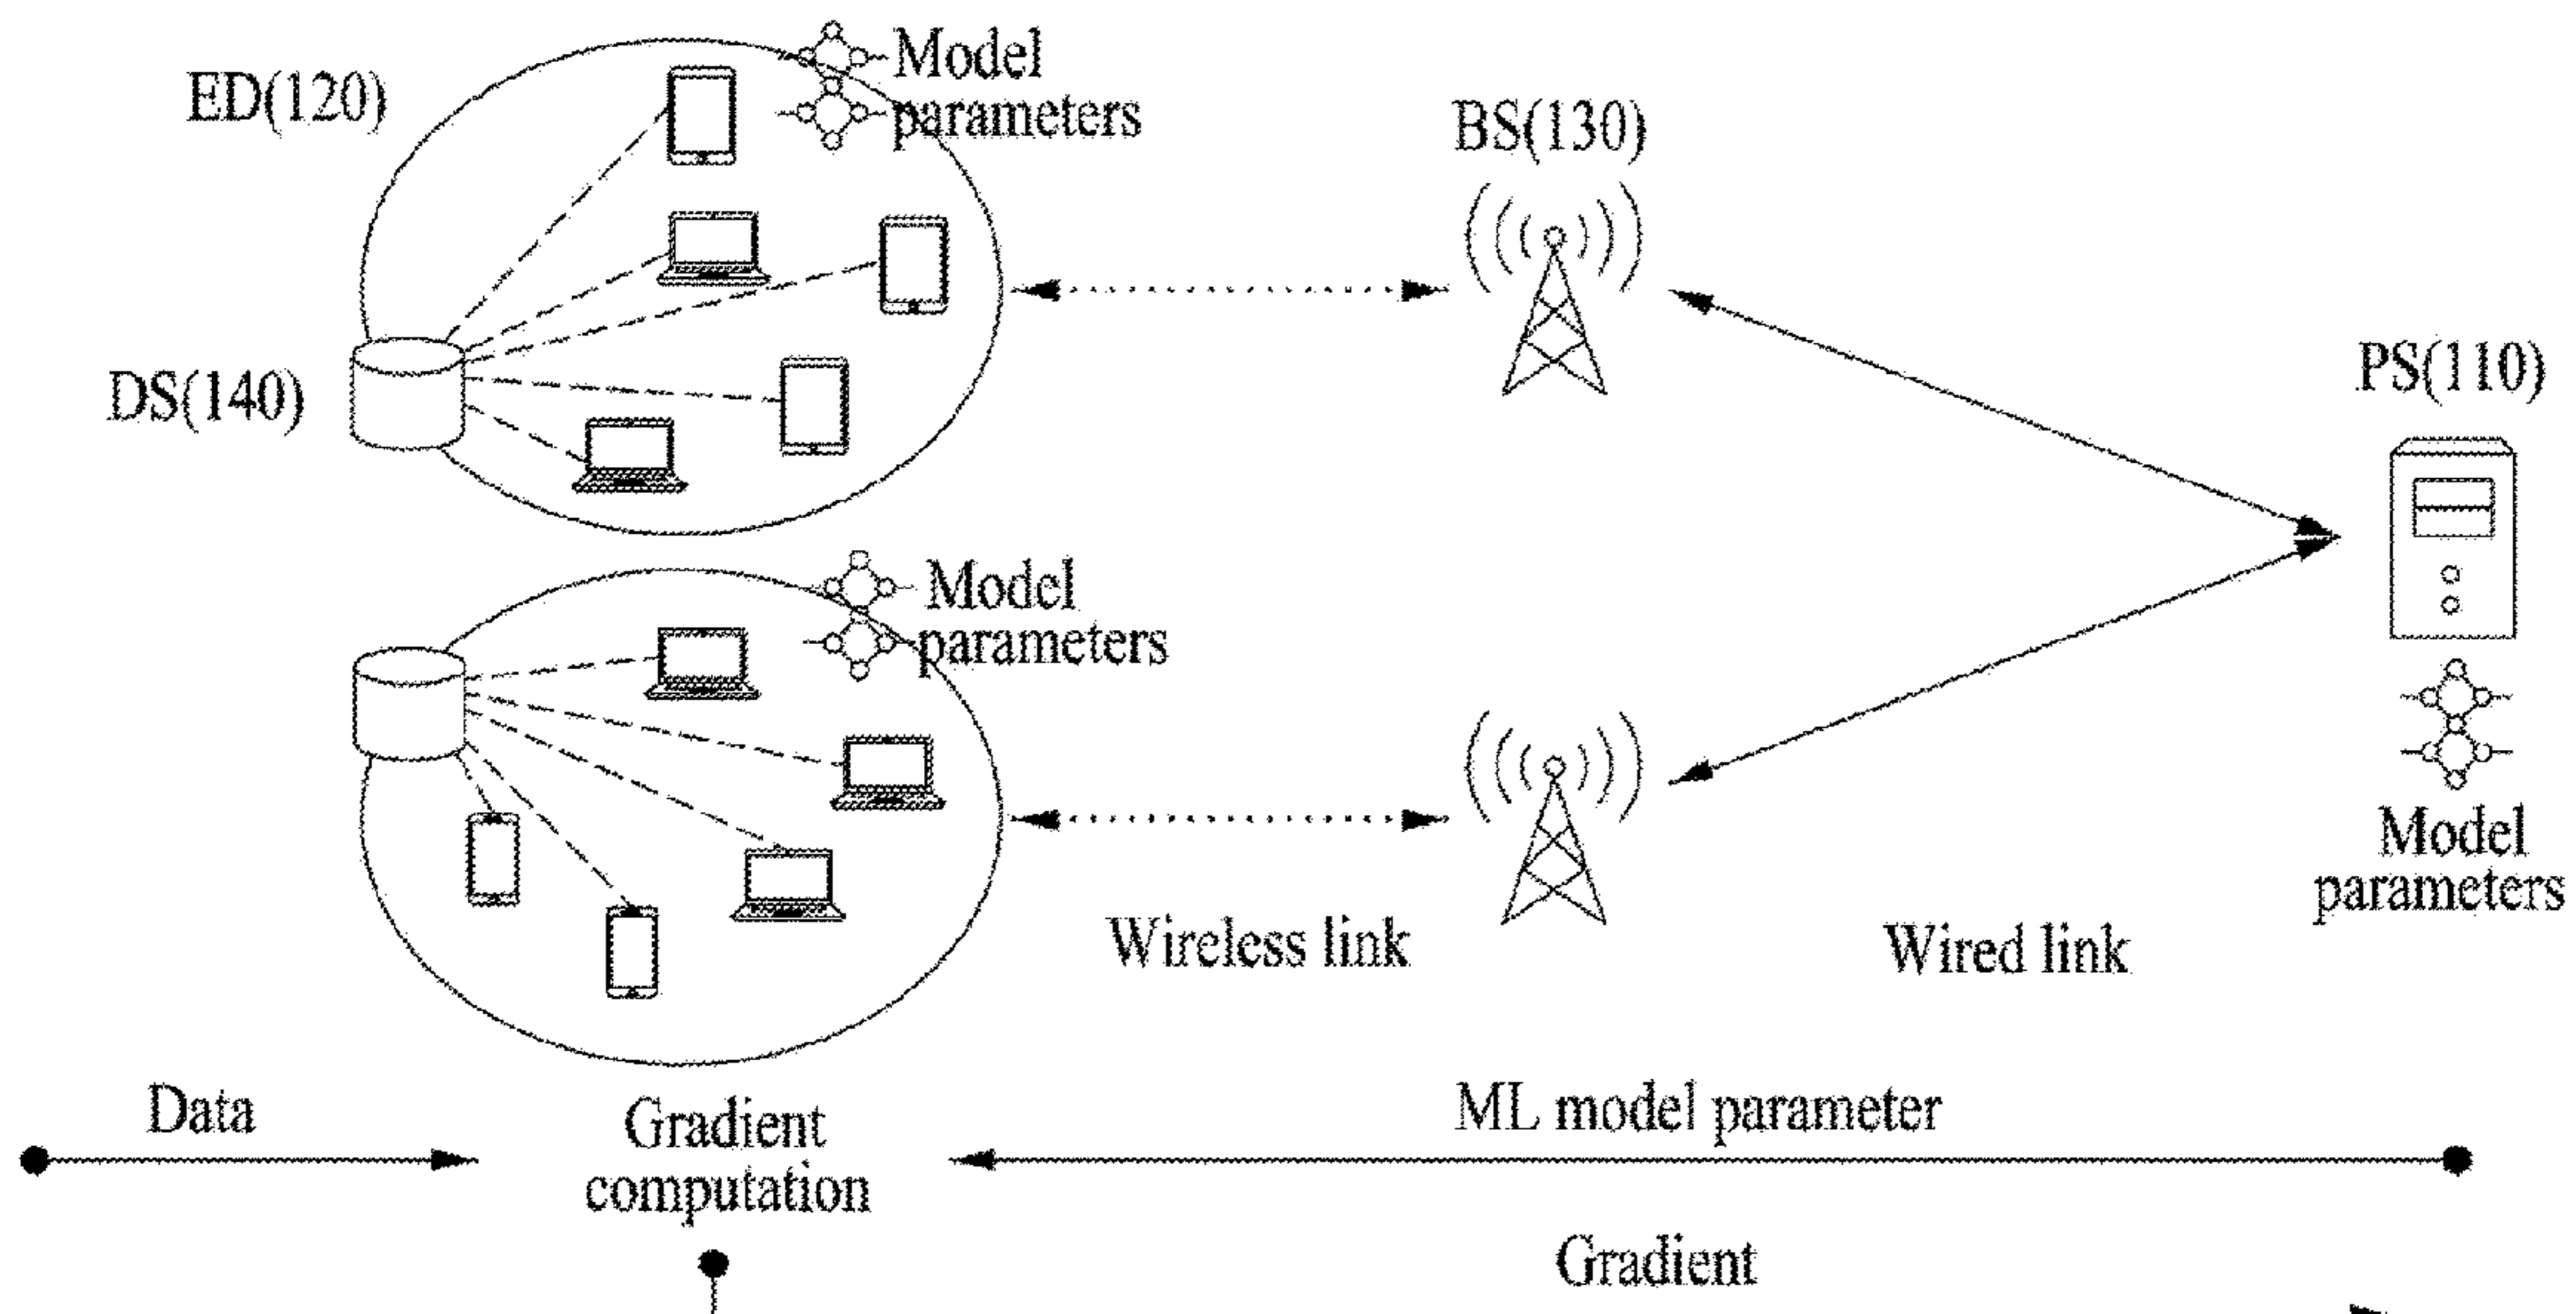 Model
parameters
ED(120)
BS(130)
PS(110)
DS(140)
Model
parameters
Model
parameters
Wireless link
Wired link
Data
Gradient
computation
ML model parameter
Gradient